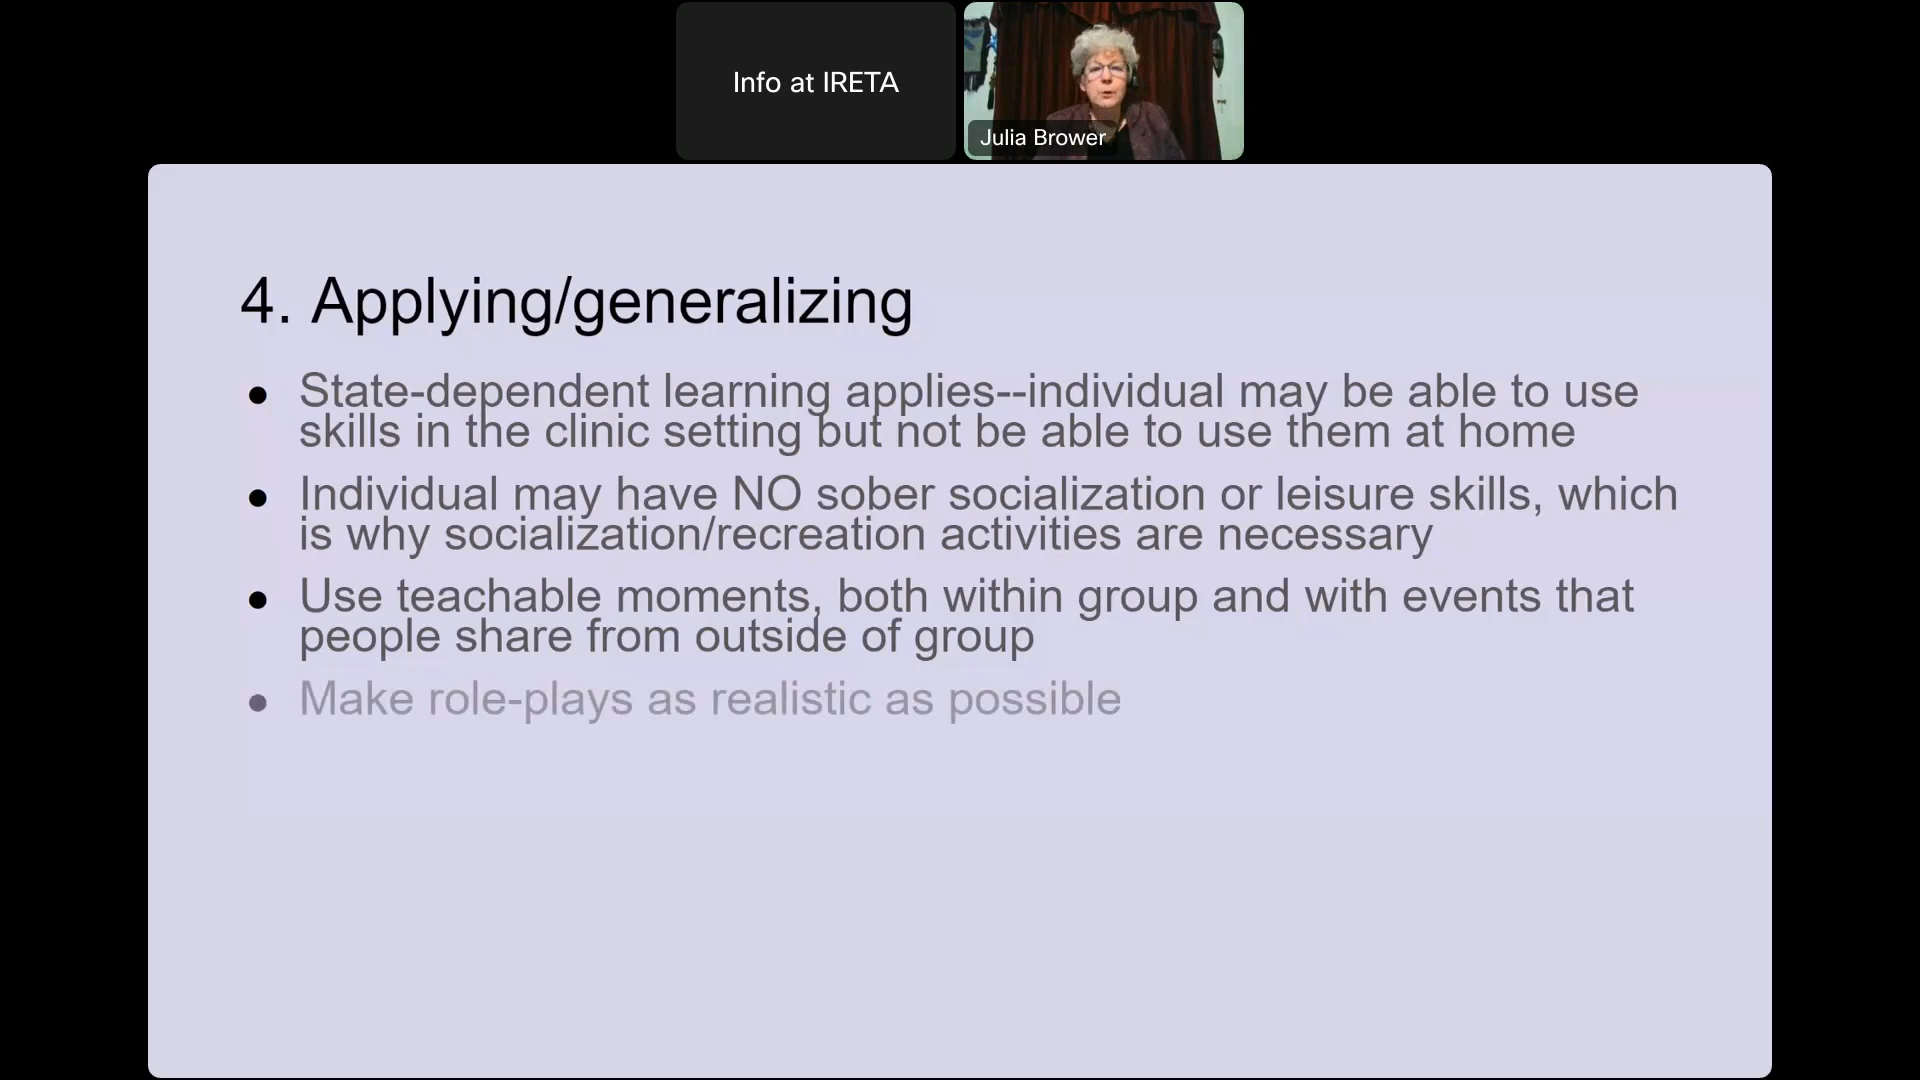 Info at IRETA
Julia Brower
4. Applying/generalizing
● State-dependent learning applies--individual may be able to use
skills in the clinic setting but not be able to use them at home
● Individual may have NO sober socialization or leisure skills, which
is why socialization/recreation activities are necessary
● Use teachable moments, both within group and with events that
people share from outside of group
● Make role-plays as realistic as possible